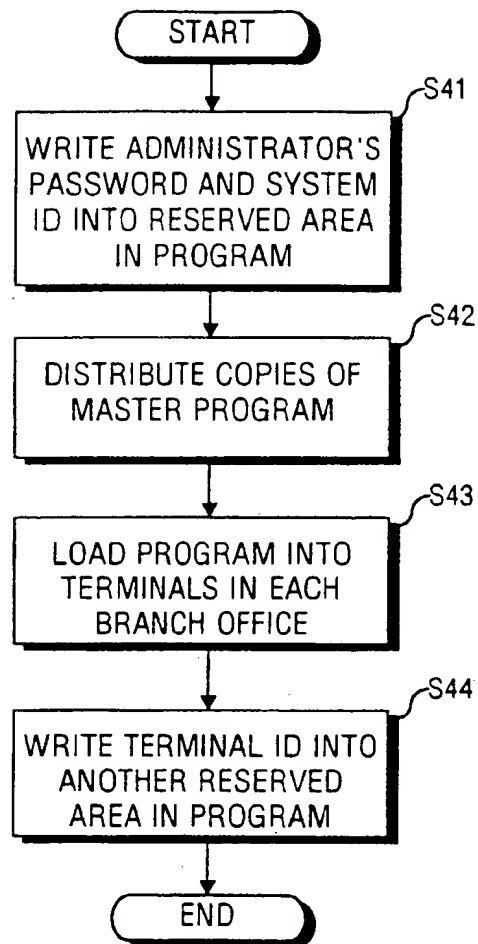 START
S41
WRITE ADMINISTRATOR'S
PASSWORD AND SYSTEM
ID INTO RESERVED AREA
IN PROGRAM
S42
DISTRIBUTE COPIES OF
MASTER PROGRAM
S43
LOAD PROGRAM INTO
TERMINALS IN EACH
BRANCH OFFICE
S44
WRITE TERMINAL ID INTO
ANOTHER RESERVED
AREA IN PROGRAM
END